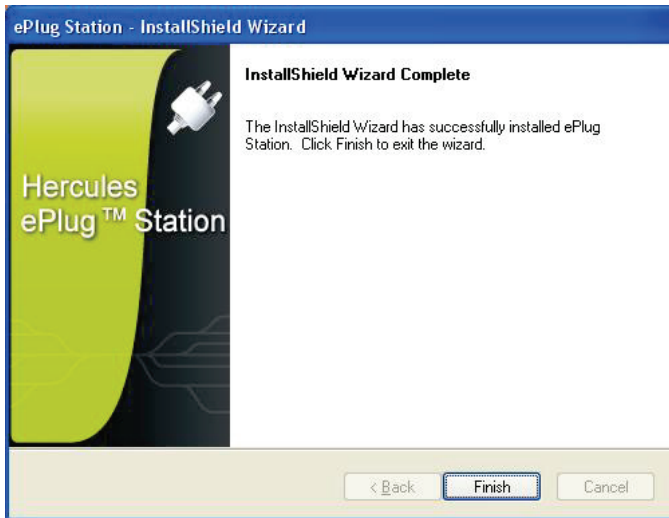 ePlug Station - InstallShield Wizard
InstallShield Wizard Complete
The InstallShield Wizard has successfully installed ePlug
Station. Click Finish to exit the wizard.
Hercules
ePlug™ Station
< Back
Finish
Cancel